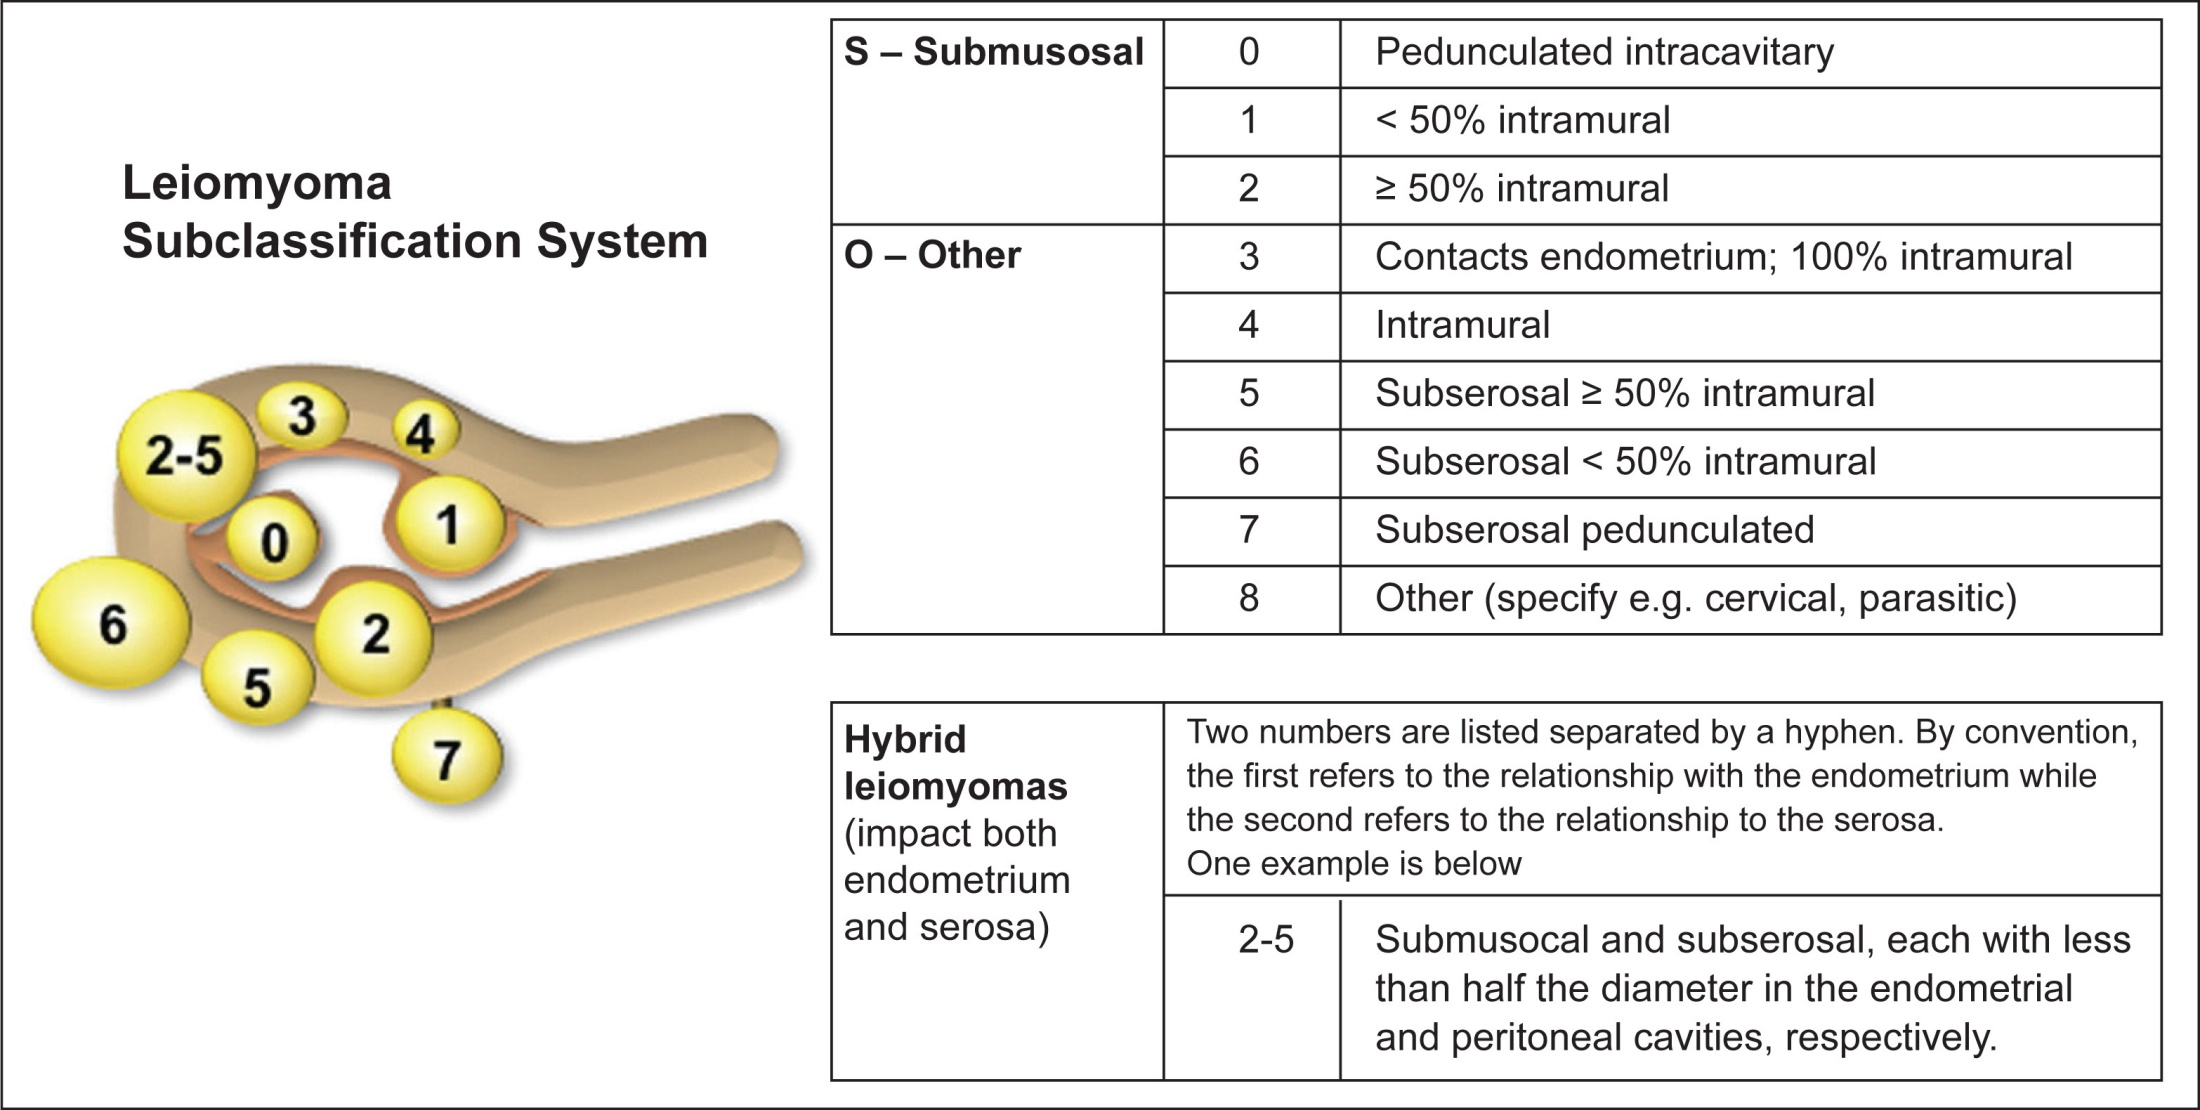 Leiomyoma
Subclassification System
2-5
3
4
0
1
6
2
5
7
S – Submusosal
0 Pedunculated intracavitary
1 < 50% intramural
2 ≥ 50% intramural
O – Other
3 Contacts endometrium; 100% intramural
4 Intramural
5 Subserosal ≥ 50% intramural
6 Subserosal < 50% intramural
7 Subserosal pedunculated
8 Other (specify e.g. cervical, parasitic)
Hybrid
leiomyomas
(impact both
endometrium
and serosa)
Two numbers are listed separated by a hyphen. By convention,
the first refers to the relationship with the endometrium while
the second refers to the relationship to the serosa.
One example is below
2-5 Submusocal and subserosal, each with less
than half the diameter in the endometrial
and peritoneal cavities, respectively.